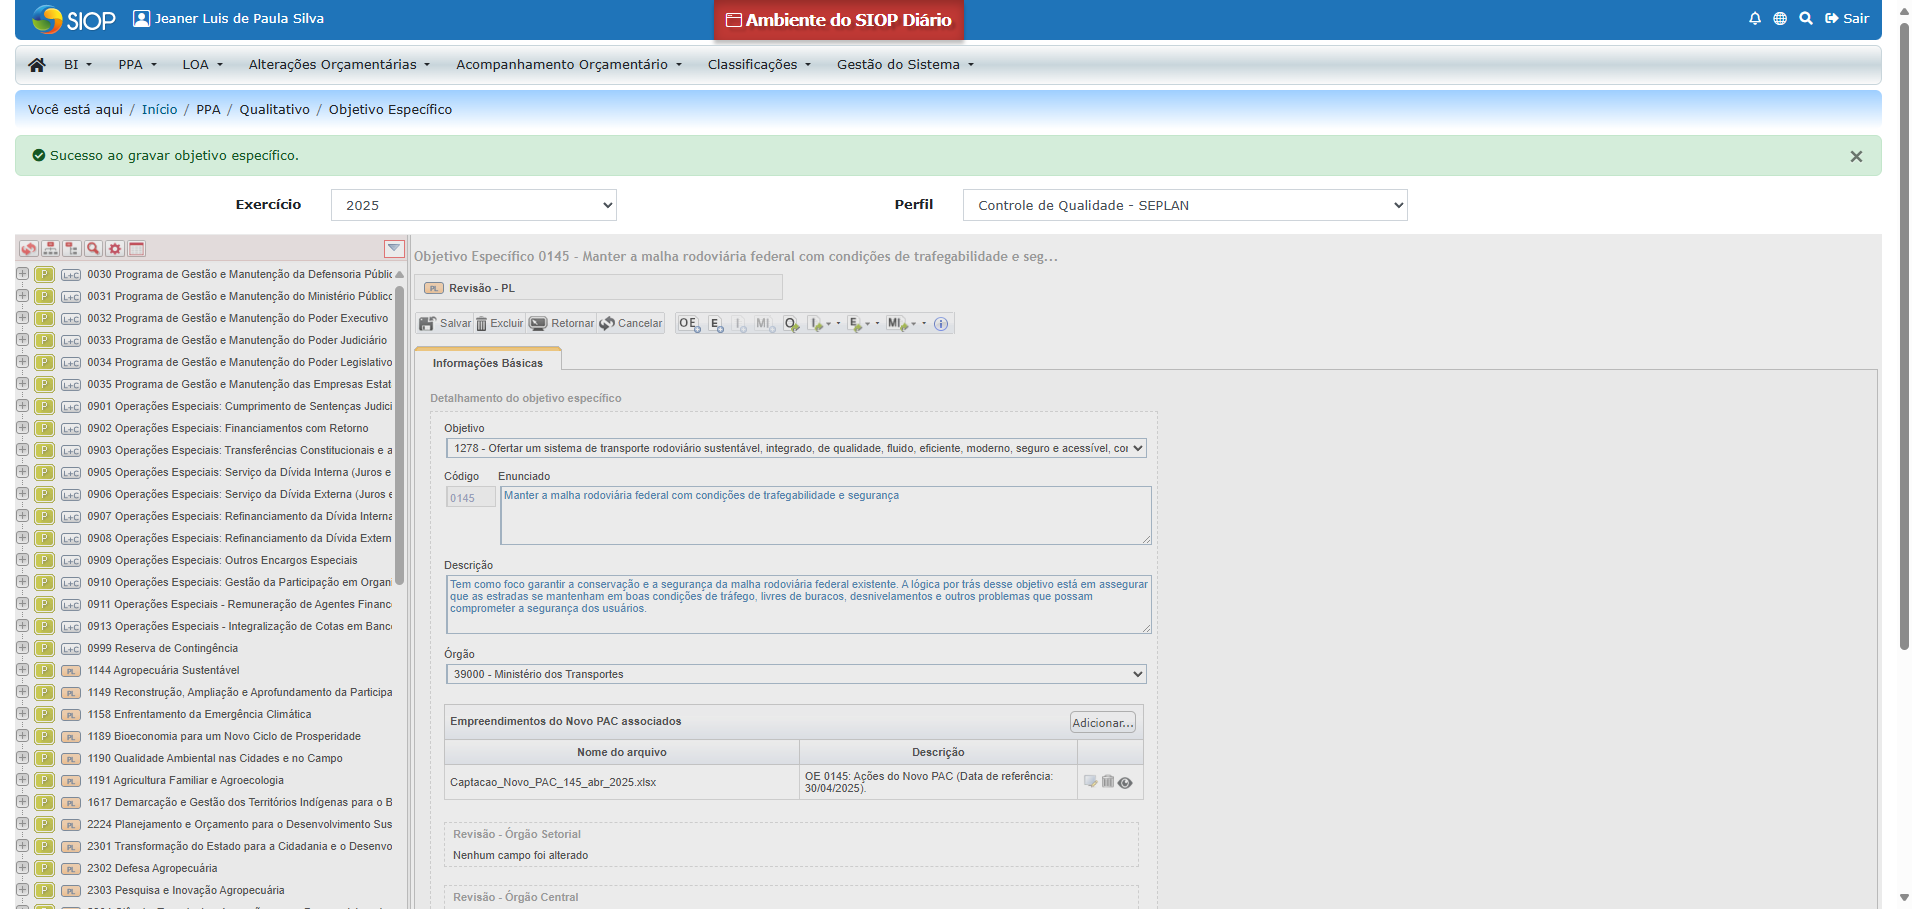 SIOP
Jeaner Luis de Paula Silva
Ambiente do SIOP Diário
Sair
BI
PPA
LOA
Alterações Orçamentárias
Acompanhamento Orçamentário
Classificações
Gestão do Sistema
Você está aqui / Início / PPA / Qualitativo / Objetivo Específico
Sucesso ao gravar objetivo específico.
Exercício
2025
Perfil
Controle de Qualidade - SEPLAN
P L+C 0030 Programa de Gestão e Manutenção da Defensoria Públic
P L+C 0031 Programa de Gestão e Manutenção do Ministério Público
P L+C 0032 Programa de Gestão e Manutenção do Poder Executivo
P L+C 0033 Programa de Gestão e Manutenção do Poder Judiciário
P L+C 0034 Programa de Gestão e Manutenção do Poder Legislativo
P L+C 0035 Programa de Gestão e Manutenção das Empresas Estat
P L+C 0901 Operações Especiais: Cumprimento de Sentenças Judici
P L+C 0902 Operações Especiais: Financiamentos com Retorno
P L+C 0903 Operações Especiais: Transferências Constitucionais e a
P L+C 0905 Operações Especiais: Serviço da Dívida Interna (Juros e
P L+C 0906 Operações Especiais: Serviço da Dívida Externa (Juros e
P L+C 0907 Operações Especiais: Refinanciamento da Dívida Interna
P L+C 0908 Operações Especiais: Refinanciamento da Dívida Extern
P L+C 0909 Operações Especiais: Outros Encargos Especiais
P L+C 0910 Operações Especiais: Gestão da Participação em Organi
P L+C 0911 Operações Especiais - Remuneração de Agentes Financ
P L+C 0913 Operações Especiais - Integralização de Cotas em Banc
P L+C 0999 Reserva de Contingência
P PL 1144 Agropecuária Sustentável
P PL 1149 Reconstrução, Ampliação e Aprofundamento da Participa
P PL 1158 Enfrentamento da Emergência Climática
P PL 1189 Bioeconomia para um Novo Ciclo de Prosperidade
P PL 1190 Qualidade Ambiental nas Cidades e no Campo
P PL 1191 Agricultura Familiar e Agroecologia
P PL 1617 Demarcação e Gestão dos Territórios Indígenas para o B
P PL 2224 Planejamento e Orçamento para o Desenvolvimento Sus
P PL 2301 Transformação do Estado para a Cidadania e o Desenvo
P PL 2302 Defesa Agropecuária
P PL 2303 Pesquisa e Inovação Agropecuária
Objetivo Específico 0145 - Manter a malha rodoviária federal com condições de trafegabilidade e seg...
PL Revisão - PL
Salvar Excluir Retornar Cancelar OE E I MI O I E MI
Informações Básicas
Detalhamento do objetivo específico
Objetivo
1278 - Ofertar um sistema de transporte rodoviário sustentável, integrado, de qualidade, fluido, eficiente, moderno, seguro e acessível, cor
Código Enunciado
0145
Manter a malha rodoviária federal com condições de trafegabilidade e segurança
Descrição
Tem como foco garantir a conservação e a segurança da malha rodoviária federal existente. A lógica por trás desse objetivo está em assegurar
que as estradas se mantenham em boas condições de tráfego, livres de buracos, desnivelamentos e outros problemas que possam
comprometer a segurança dos usuários.
Órgão
39000 - Ministério dos Transportes
Empreendimentos do Novo PAC associados
Adicionar...
Nome do arquivo Descrição
Captacao_Novo_PAC_145_abr_2025.xlsx
OE 0145: Ações do Novo PAC (Data de referência:
30/04/2025).
Revisão - Órgão Setorial
Nenhum campo foi alterado
Revisão - Órgão Central